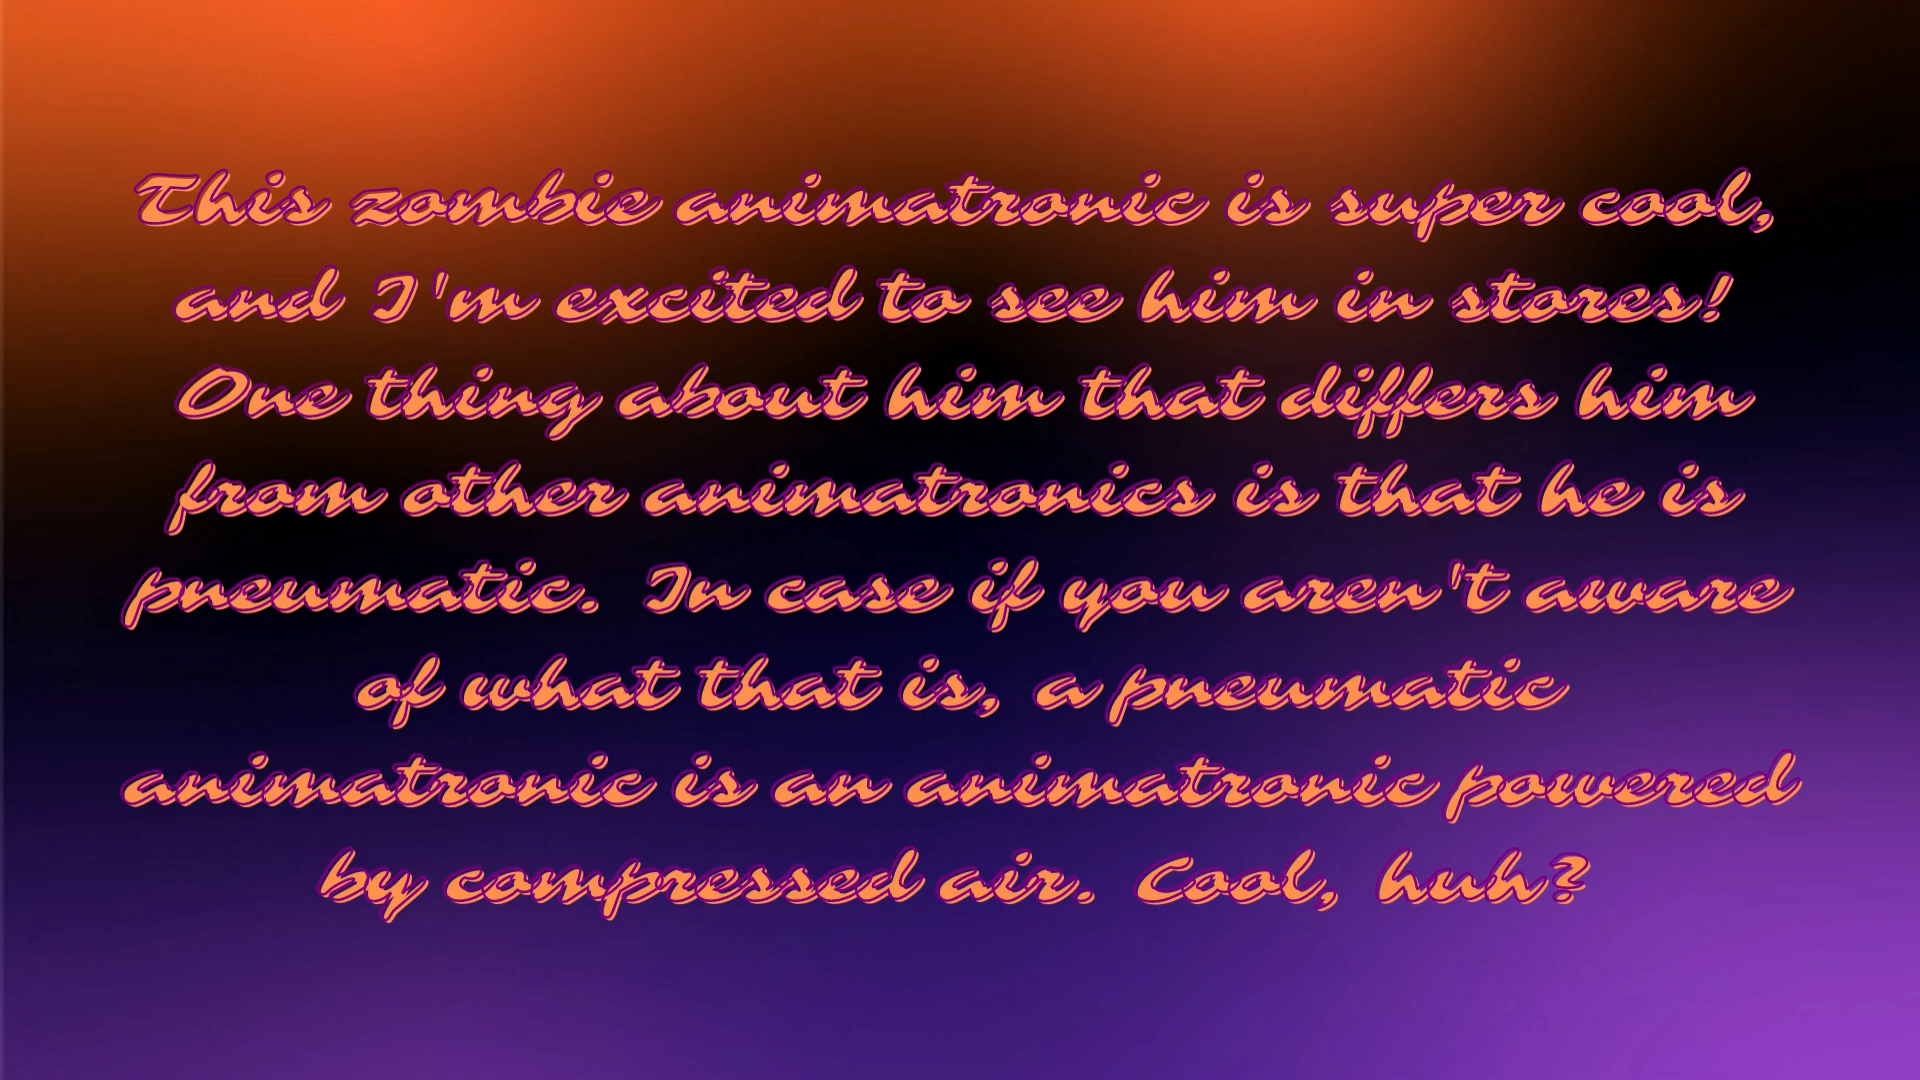 This zombie animatronic is super cool,
and I'm excited to see him in stores!
One thing about him that differs him
from other animatronics is that he is
pneumatic. In case if you aren't aware
of what that is, a pneumatic
animatronic is an animatronic powered
by compressed air. Cool, huh?